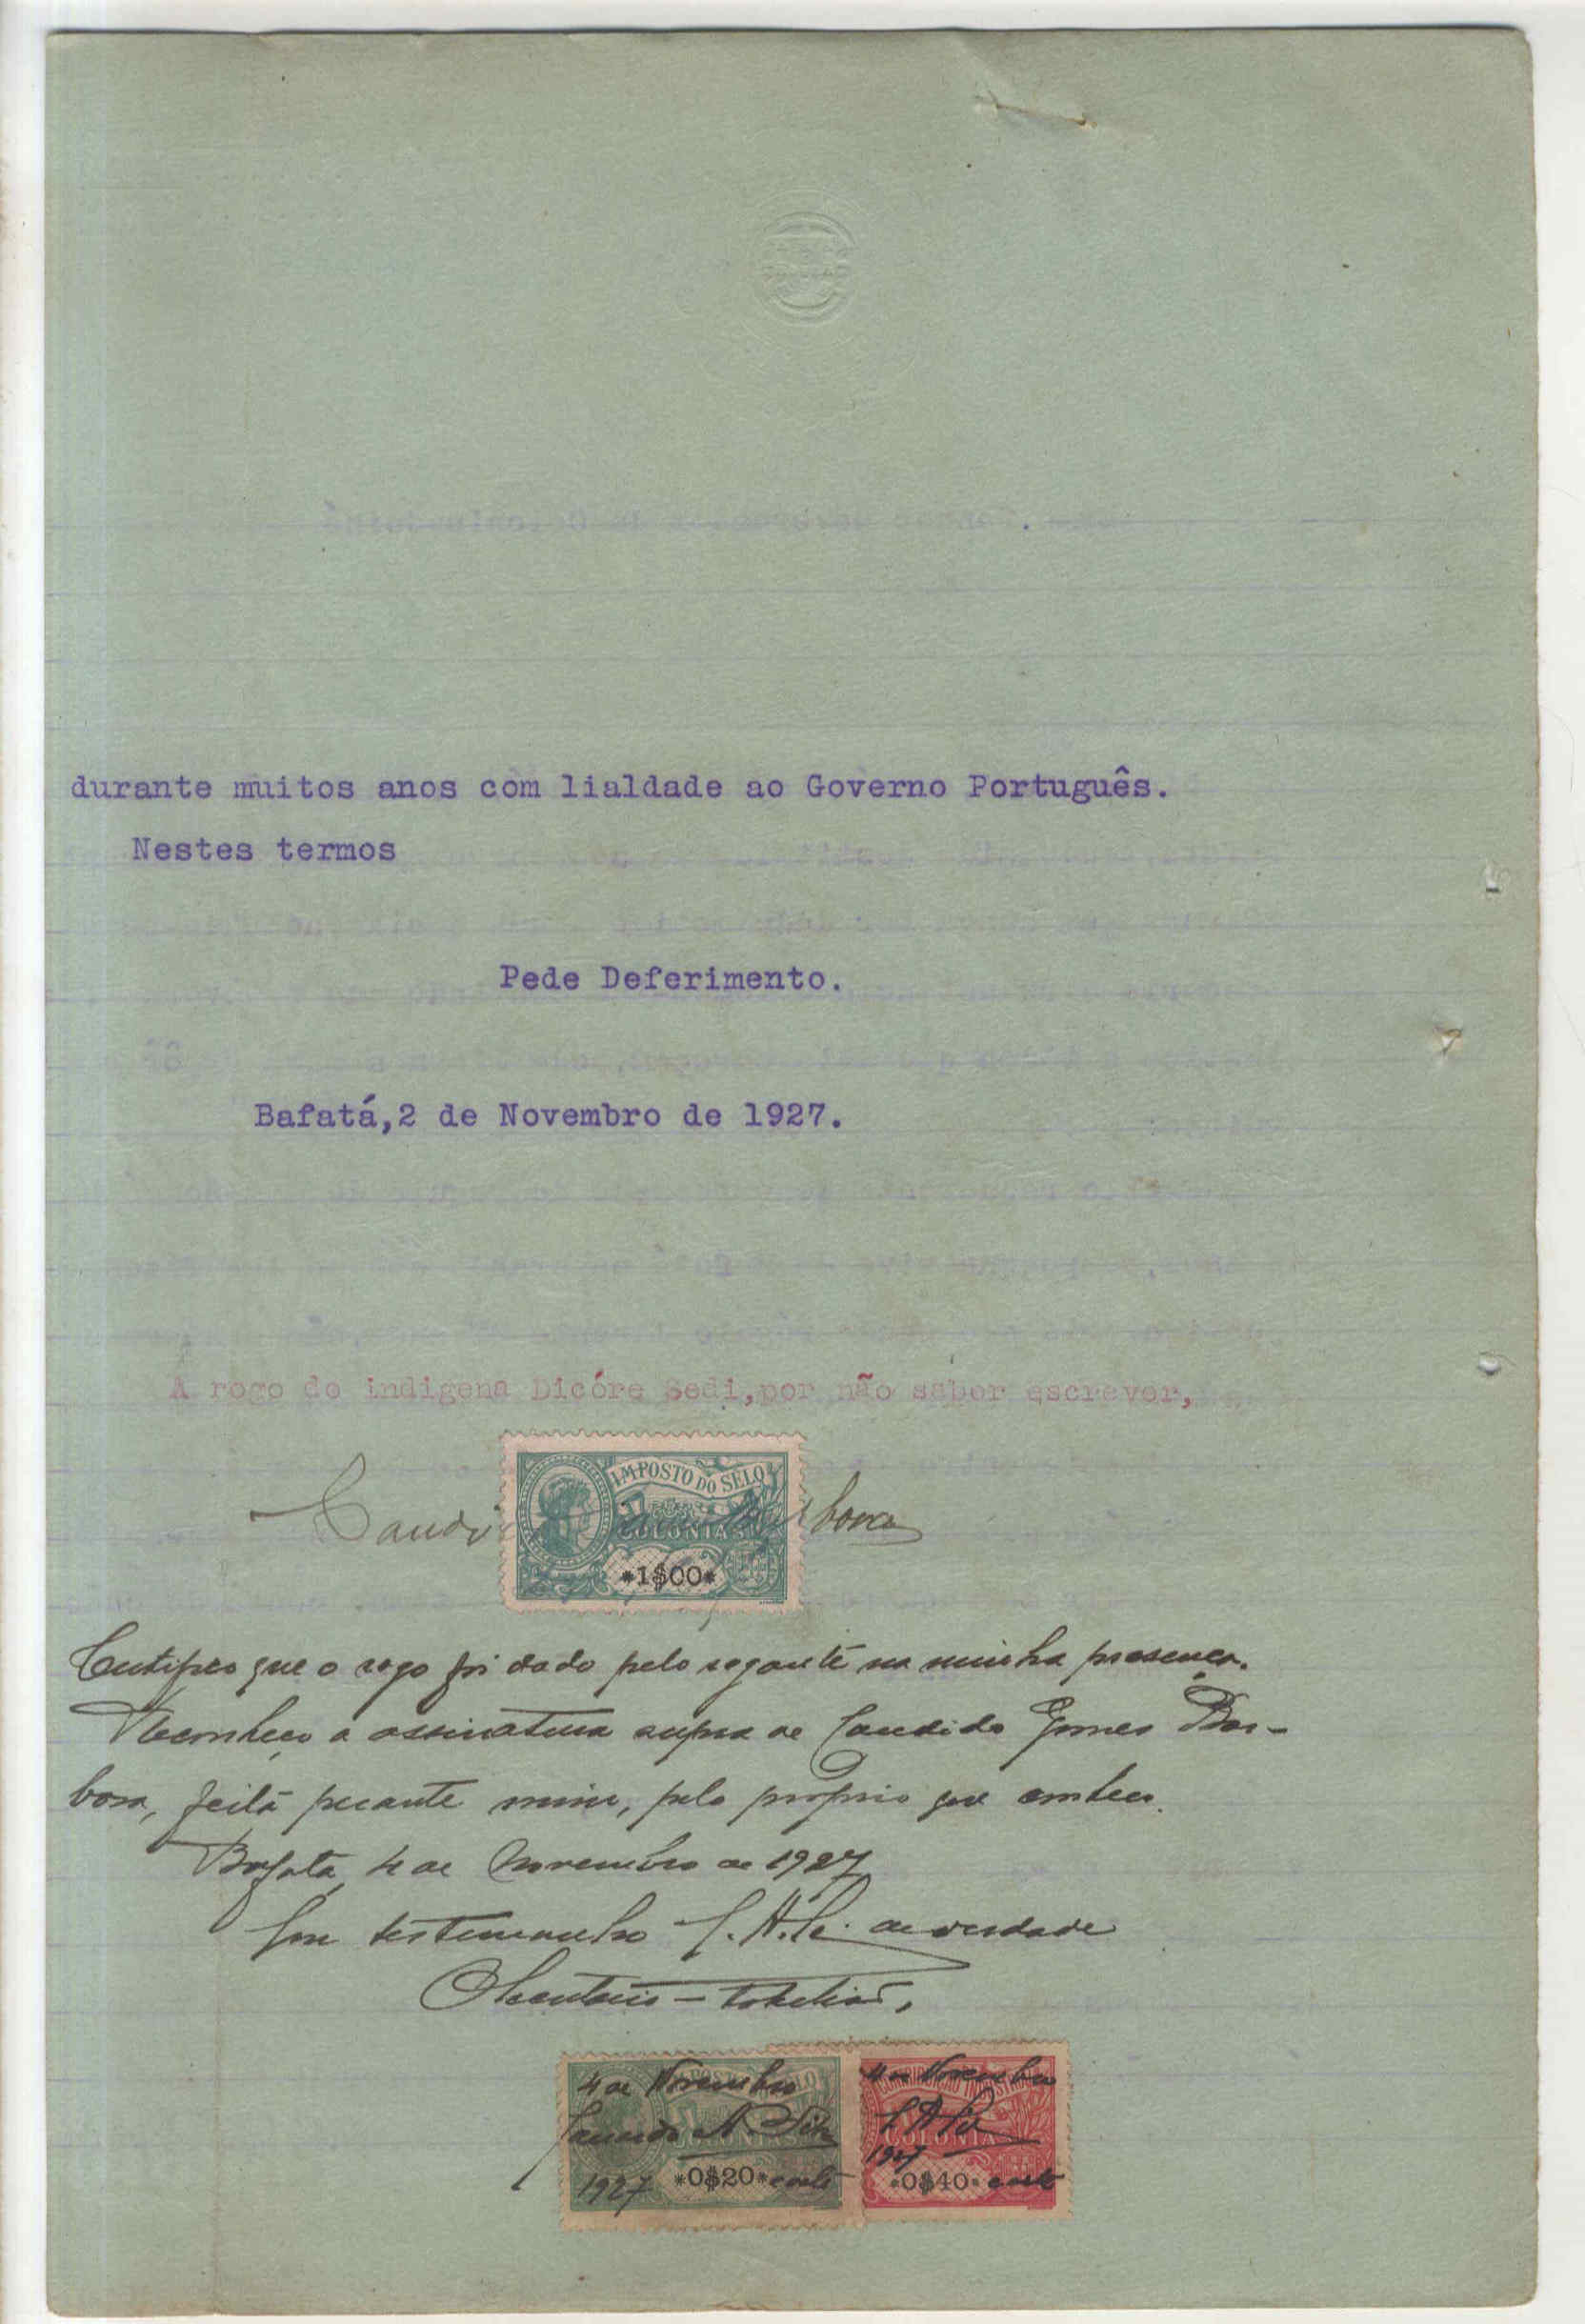 durante muitos anos com lialdade ao Governo Português.
Nestes termos
Pede Deferimento.
Bafatá,2 de Novembro de 1927.
A rogo do indigena Dicóre Sedi,por não saber escrever,
IMPOSTO DO SELO
COLONIAS
*1$00*
Certifico que o rogo foi dado pelo rogante na minha presença.
Reconheço a assinatura supra de Candido Gomes Bar-
bosa, feita perante mim, pelo proprio que conheço.
Bafatá, 4 de Novembro de 1927
Em testemunho de verdade
4 de Novembro
COLONIAS
1927 *0$20*
4 de Novembro
COLONIAS
1927
*0$40*